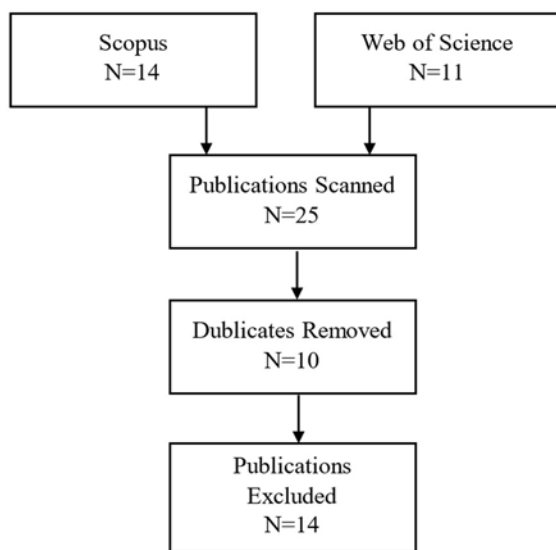 Scopus
N=14
Web of Science
N=11
Publications Scanned
N=25
Dublicates Removed
N=10
Publications
Excluded
N=14